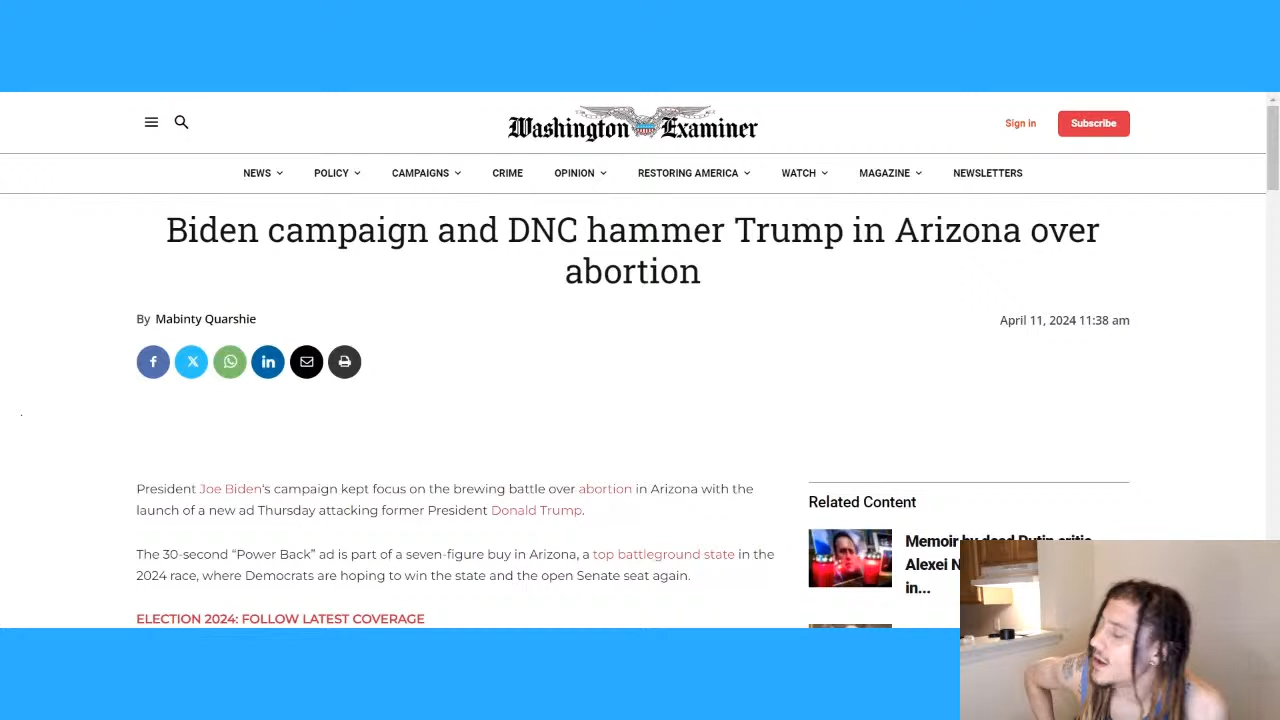 Washington Examiner
Sign in
Subscribe
NEWS
POLICY
CAMPAIGNS
CRIME
OPINION
RESTORING AMERICA
WATCH
MAGAZINE
NEWSLETTERS
Biden campaign and DNC hammer Trump in Arizona over
abortion
By Mabinty Quarshie
April 11, 2024 11:38 am
President Joe Biden's campaign kept focus on the brewing battle over abortion in Arizona with the
launch of a new ad Thursday attacking former President Donald Trump.
The 30-second “Power Back” ad is part of a seven-figure buy in Arizona, a top battleground state in the
2024 race, where Democrats are hoping to win the state and the open Senate seat again.
ELECTION 2024: FOLLOW LATEST COVERAGE
Related Content
Memoir by dead Putin critic
Alexei
in...